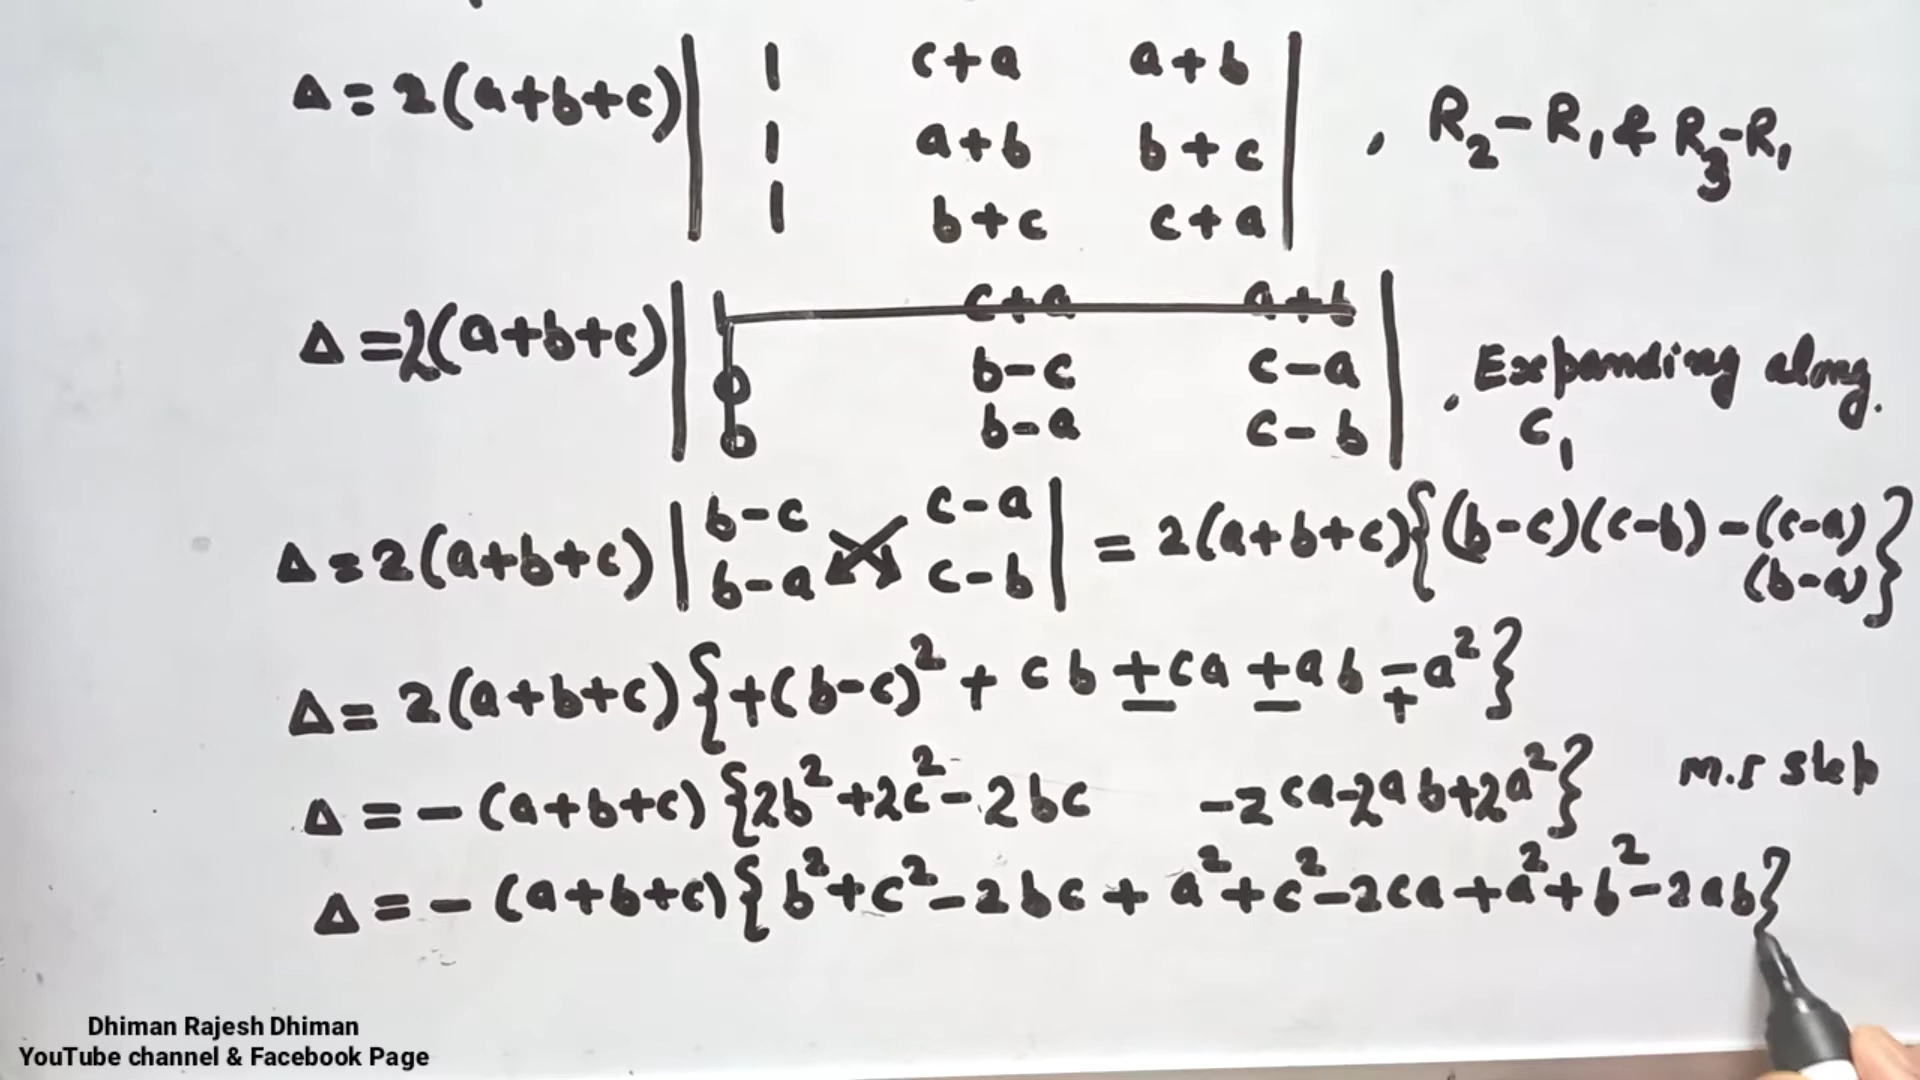 Δ = 2(a+b+c) | 1 c+a a+b |
| 1 a+b b+c | , R₂-R₁ & R₃-R₁
| 1 b+c c+a |
Δ = 2(a+b+c) | 1 c+a a+b |
| 0 b-c c-a | , Expanding along.
| 0 b-a c-b | C₁
Δ = 2(a+b+c) | b-c c-a | = 2(a+b+c){(b-c)(c-b) -(c-a)
| b-a c-b | (b-a)}
Δ = 2(a+b+c){+(b-c)² + cb ± ca ± ab ∓ a²}
Δ = -(a+b+c){2b²+2c²-2bc -2ca-2ab+2a²} m.s step
Δ = -(a+b+c){b²+c²-2bc+a²+c²-2ca+a²+b²-2ab}
Dhiman Rajesh Dhiman
YouTube channel & Facebook Page